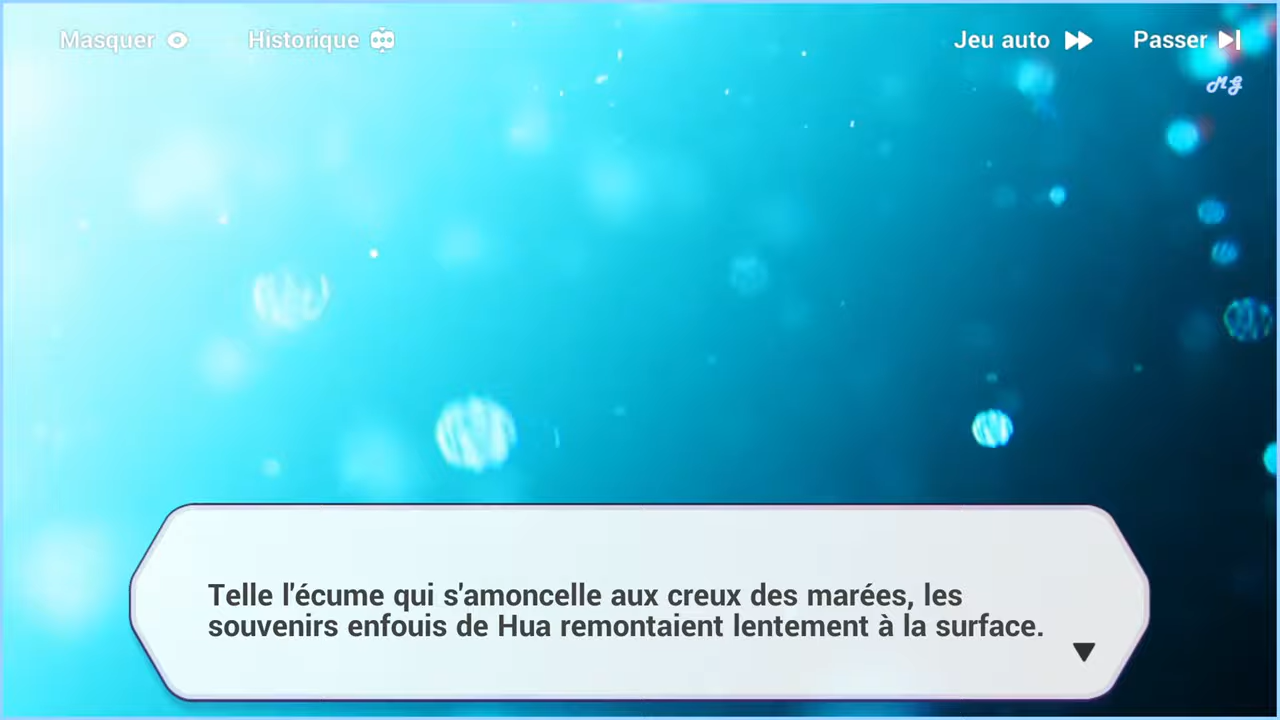 Masquer
Historique
Jeu auto
Passer
MG
Telle l'écume qui s'amoncelle aux creux des marées, les
souvenirs enfouis de Hua remontaient lentement à la surface.